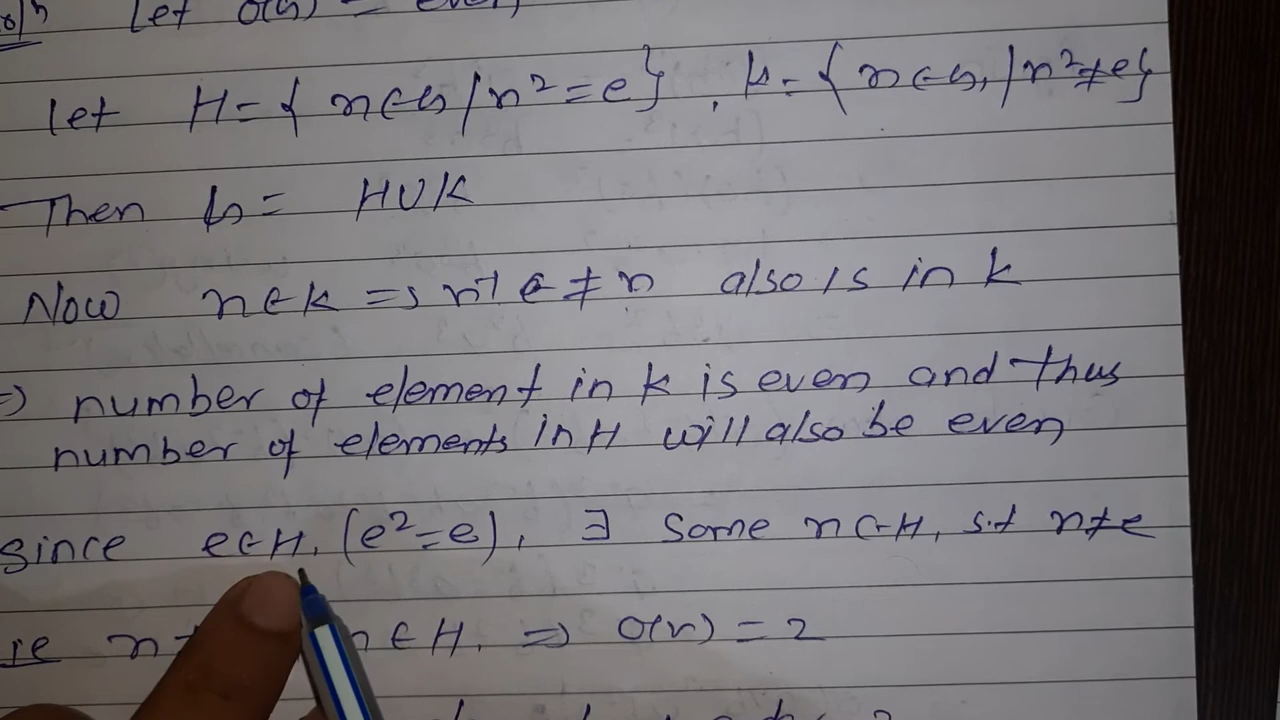 Let O(G) = even,
Let H = { x ∈ G / x² = e }, K = { x ∈ G, / x² ≠ e }
Then G = H ∪ K
Now x ∈ K => x⁻¹ ≠ x also is in K
=> number of element in K is even and thus
number of elements in H will also be even
Since e ∈ H, (e² = e), ∃ some x ∈ H, s.t x ≠ e
ie x ∈ H, => O(x) = 2